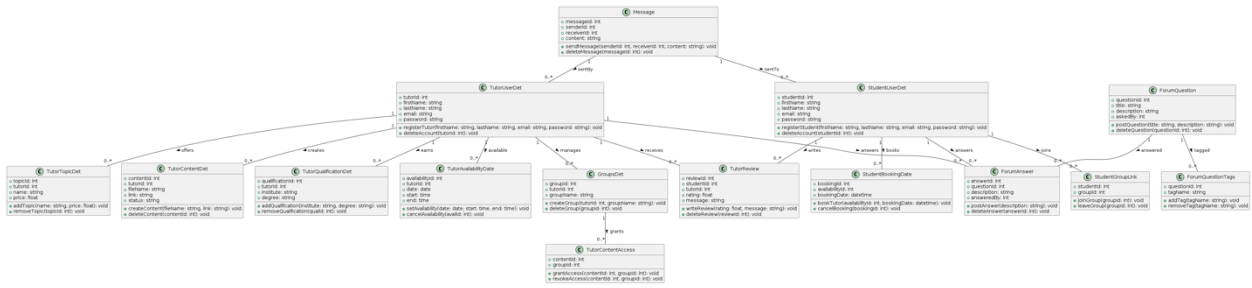 Message
messageId: int
senderId: int
receiverId: int
content: string
sendMessage(senderId: int, receiverId: int, content: string): void
deleteMessage(messageId: int): void
1
1
sentBy
sentTo
0..*
0..*
TutorUserDet
tutorId: int
firstName: string
lastName: string
email: string
password: string
registerTutor(firstName: string, lastName: string, email: string, password: string): void
deleteAccount(tutorId: int): void
StudentUserDet
studentId: int
firstName: string
lastName: string
email: string
password: string
registerStudent(firstName: string, lastName: string, email: string, password: string): void
deleteAccount(studentId: int): void
ForumQuestion
questionId: int
title: string
description: string
askedBy: int
postQuestion(title: string, description: string): void
deleteQuestion(questionId: int): void
offers
creates
earns
available
manages
receives
writes
answers
books
answers
joins
answered
tagged
TutorTopicDet
topicId: int
tutorId: int
name: string
price: float
addTopic(name: string, price: float): void
removeTopic(topicId: int): void
TutorContentDet
contentId: int
tutorId: int
fileName: string
link: string
status: string
createContent(fileName: string, link: string): void
deleteContent(contentId: int): void
TutorQualificationDet
qualificationId: int
tutorId: int
institute: string
degree: string
addQualification(institute: string, degree: string): void
removeQualification(qualId: int): void
TutorAvailabilityDate
availabilityId: int
tutorId: int
date: date
start: time
end: time
setAvailability(date: date, start: time, end: time): void
cancelAvailability(availId: int): void
GroupsDet
groupId: int
tutorId: int
groupName: string
createGroup(tutorId: int, groupName: string): void
deleteGroup(groupId: int): void
TutorReview
reviewId: int
studentId: int
tutorId: int
rating: float
message: string
writeReview(rating: float, message: string): void
deleteReview(reviewId: int): void
StudentBookingDate
bookingId: int
availabilityId: int
bookingDate: datetime
bookTutor(availabilityId: int, bookingDate: datetime): void
cancelBooking(bookingId: int): void
ForumAnswer
answerId: int
questionId: int
description: string
answeredBy: int
postAnswer(description: string): void
deleteAnswer(answerId: int): void
StudentGroupLink
studentId: int
groupId: int
joinGroup(groupId: int): void
leaveGroup(groupId: int): void
ForumQuestionTags
questionId: int
tagName: string
addTag(tagName: string): void
removeTag(tagName: string): void
1
grants
0..*
TutorContentAccess
contentId: int
groupId: int
grantAccess(contentId: int, groupId: int): void
revokeAccess(contentId: int, groupId: int): void